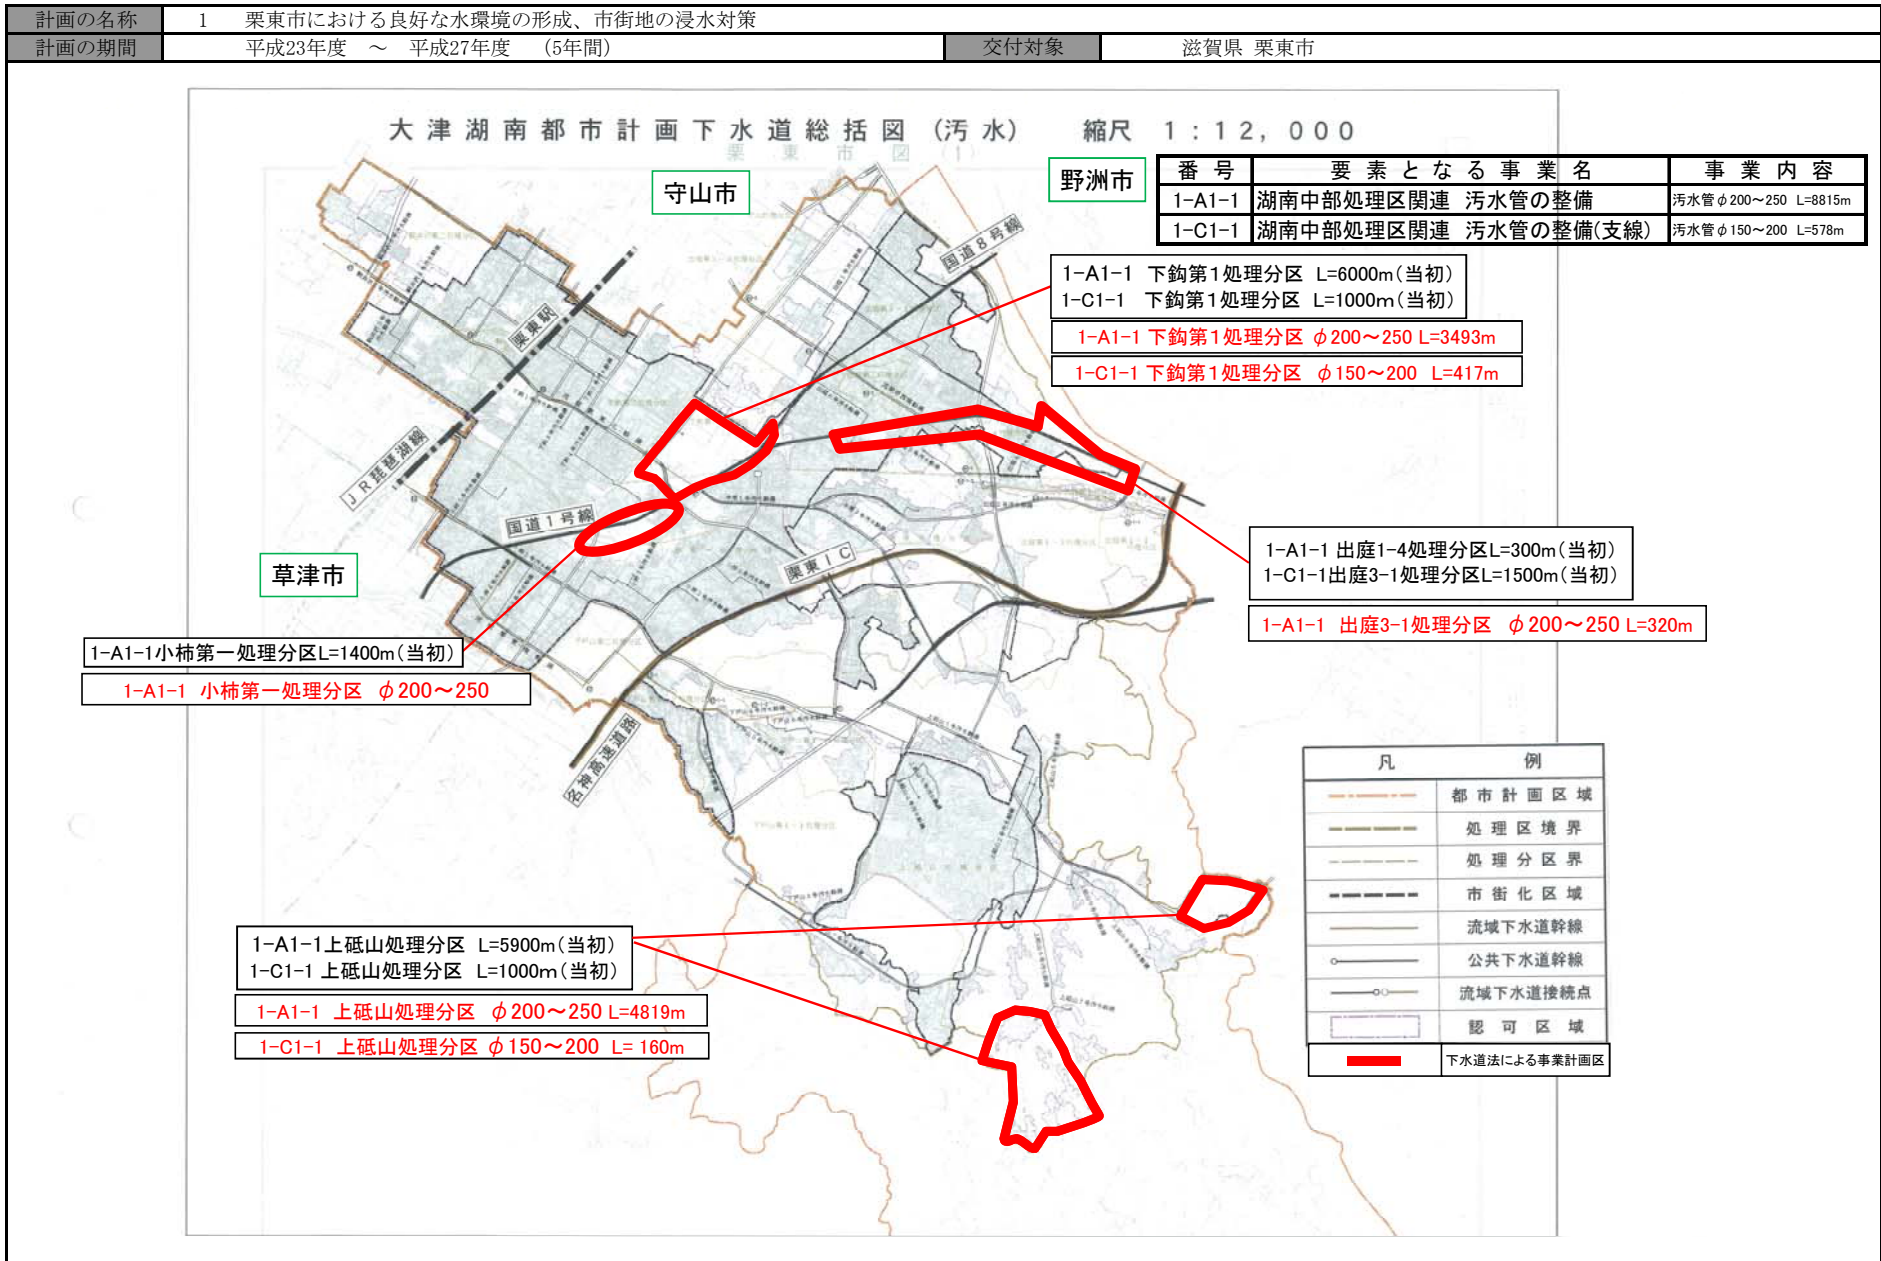 計画の名称 1 栗東市における良好な水環境の形成、市街地の浸水対策
計画の期間 平成23年度 ～ 平成27年度 (5年間) 交付対象 滋賀県 栗東市
大津湖南都市計画下水道総括図(汚水) 縮尺 1:12,000
栗東市図(1)
守山市
野洲市
番号 要素となる事業名 事業内容
1-A1-1 湖南中部処理区関連 汚水管の整備 汚水管φ200～250 L=8815m
1-C1-1 湖南中部処理区関連 汚水管の整備(支線) 汚水管φ150～200 L=578m
国道8号線
1-A1-1 下鈎第1処理分区 L=6000m(当初)
1-C1-1 下鈎第1処理分区 L=1000m(当初)
1-A1-1 下鈎第1処理分区 φ200～250 L=3493m
1-C1-1 下鈎第1処理分区 φ150～200 L=417m
栗東駅
JR琵琶湖線
国道1号線
栗東IC
草津市
1-A1-1 出庭1-4処理分区L=300m(当初)
1-C1-1出庭3-1処理分区L=1500m(当初)
1-A1-1 出庭3-1処理分区 φ200～250 L=320m
1-A1-1小柿第一処理分区L=1400m(当初)
1-A1-1 小柿第一処理分区 φ200～250
名神高速道路
凡例
都市計画区域
処理区境界
処理分区界
市街化区域
流域下水道幹線
公共下水道幹線
流域下水道接続点
認可区域
下水道法による事業計画区
1-A1-1上砥山処理分区 L=5900m(当初)
1-C1-1 上砥山処理分区 L=1000m(当初)
1-A1-1 上砥山処理分区 φ200～250 L=4819m
1-C1-1 上砥山処理分区 φ150～200 L= 160m